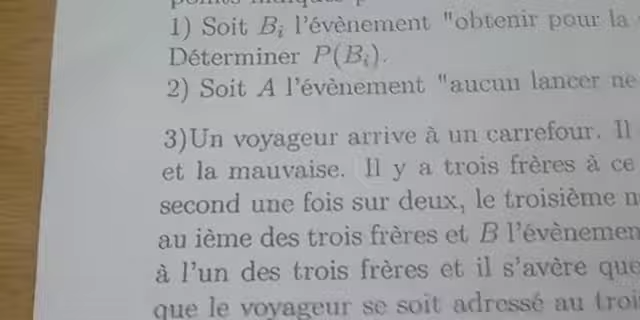 1) Soit B_i l'évènement "obtenir pour la
Déterminer P(B_i).
2) Soit A l'évènement "aucun lancer ne
3)Un voyageur arrive à un carrefour. Il
et la mauvaise. Il y a trois frères à ce
second une fois sur deux, le troisième n
au ième des trois frères et B l'évènemen
à l'un des trois frères et il s'avère que
que le voyageur se soit adressé au troi